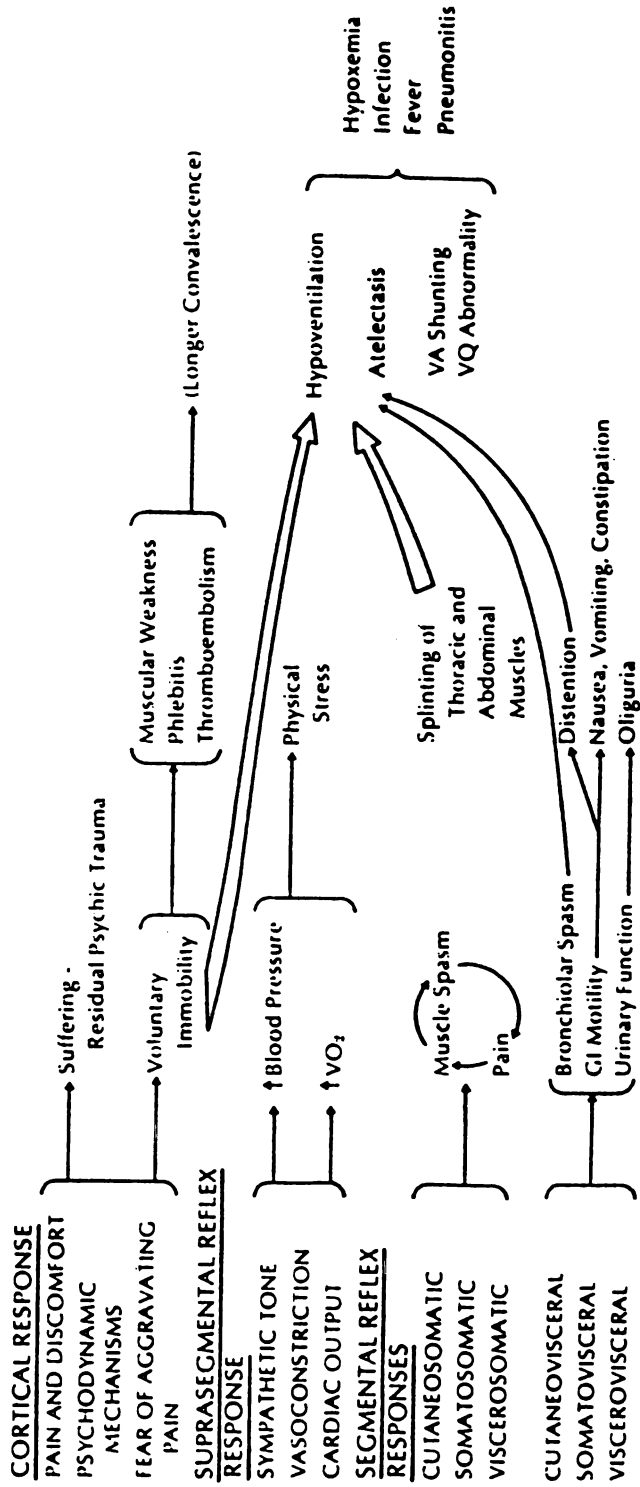 CORTICAL RESPONSE
PAIN AND DISCOMFORT
PSYCHODYNAMIC
MECHANISMS
FEAR OF AGGRAVATING
PAIN
Suffering -
Residual Psychic Trauma
Voluntary
Immobility
Muscular Weakness
Phlebitis
Thromboembolism
(Longer Convalescence)
SUPRASEGMENTAL REFLEX
RESPONSE
SYMPATHETIC TONE
VASOCONSTRICTION
CARDIAC OUTPUT
↑Blood Pressure
↑VO₂
Physical
Stress
Hypoventilation
Atelectasis
VA Shunting
VQ Abnormality
Hypoxemia
Infection
Fever
Pneumonitis
SEGMENTAL REFLEX
RESPONSES
CUTANEOSOMATIC
SOMATOSOMATIC
VISCEROSOMATIC
Muscle Spasm
Pain
Splinting of
Thoracic and
Abdominal
Muscles
CUTANEOVISCERAL
SOMATOVISCERAL
VISCEROVISCERAL
Bronchiolar Spasm
GI Motility
Urinary Function
Distention
Nausea, Vomiting, Constipation
Oliguria